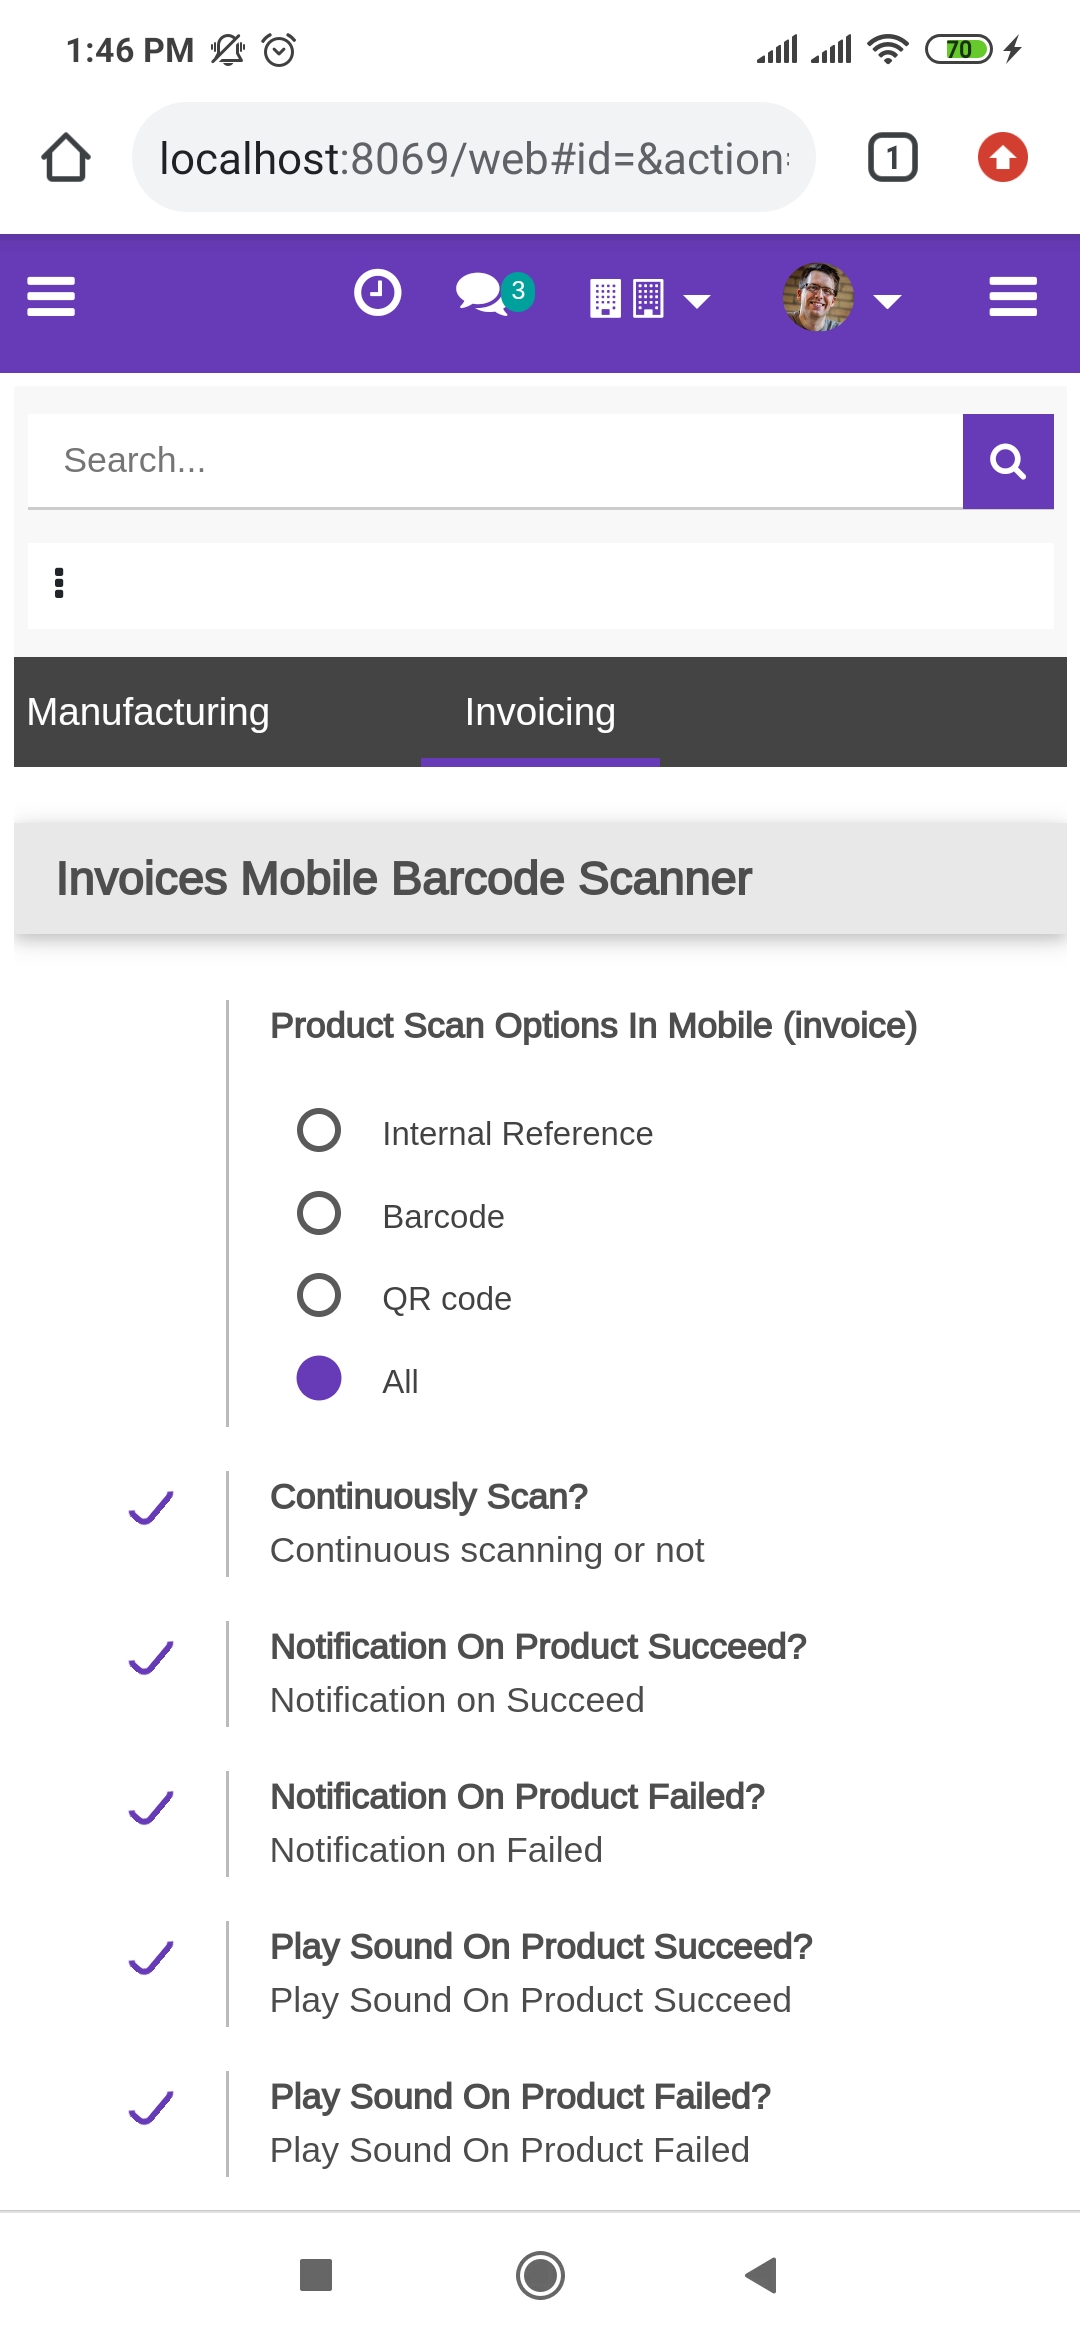 1:46 PM 70
localhost:8069/web#id=&action: 1
3
Search...
Manufacturing Invoicing
Invoices Mobile Barcode Scanner
Product Scan Options In Mobile (invoice)
Internal Reference
Barcode
QR code
All
Continuously Scan?
Continuous scanning or not
Notification On Product Succeed?
Notification on Succeed
Notification On Product Failed?
Notification on Failed
Play Sound On Product Succeed?
Play Sound On Product Succeed
Play Sound On Product Failed?
Play Sound On Product Failed